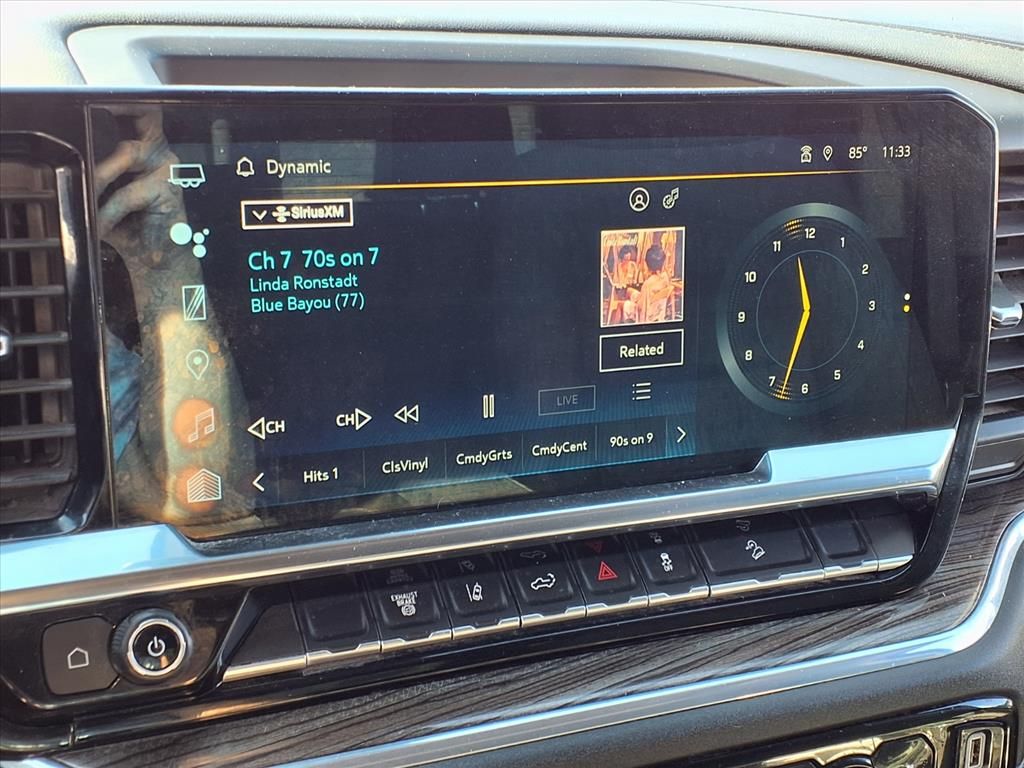 Dynamic
85° 11:33
SiriusXM
Ch 7 70s on 7
Linda Ronstadt
Blue Bayou (77)
Related
12
1
2
3
4
5
6
7
8
9
10
11
CH
CH
LIVE
Hits 1
ClsVinyl
CmdyGrts
CmdyCent
90s on 9
EXHAUST
BRAKE
OFF